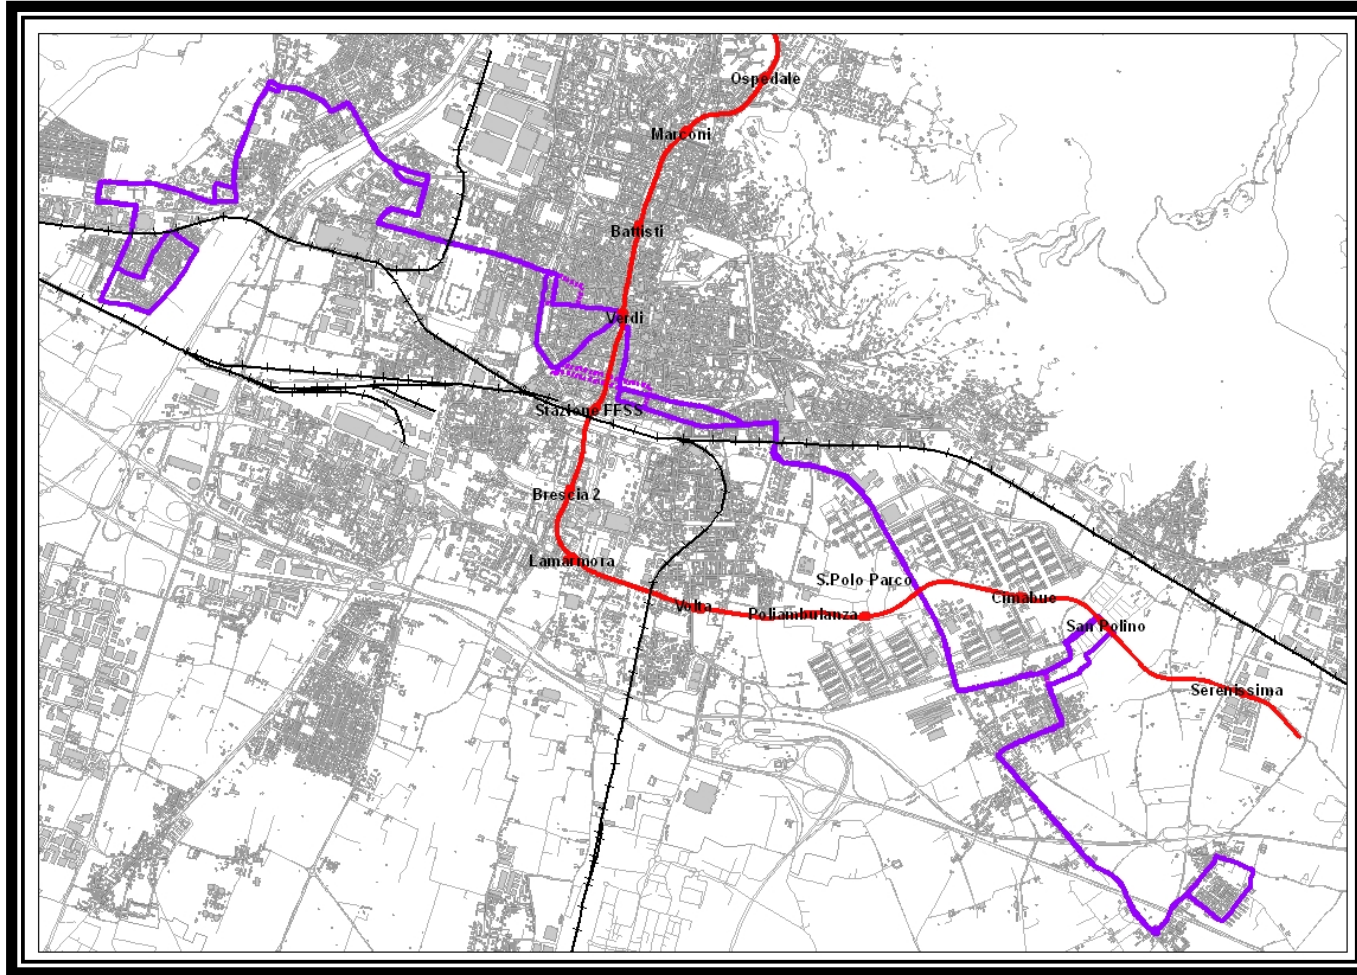 Ospedale
Marconi
Battisti
Verdi
Stazione FFSS
Brescia 2
Lamarmora
S.Polo Parco
Cimabue
Volta
Poliambulanza
San Polino
Serenissima